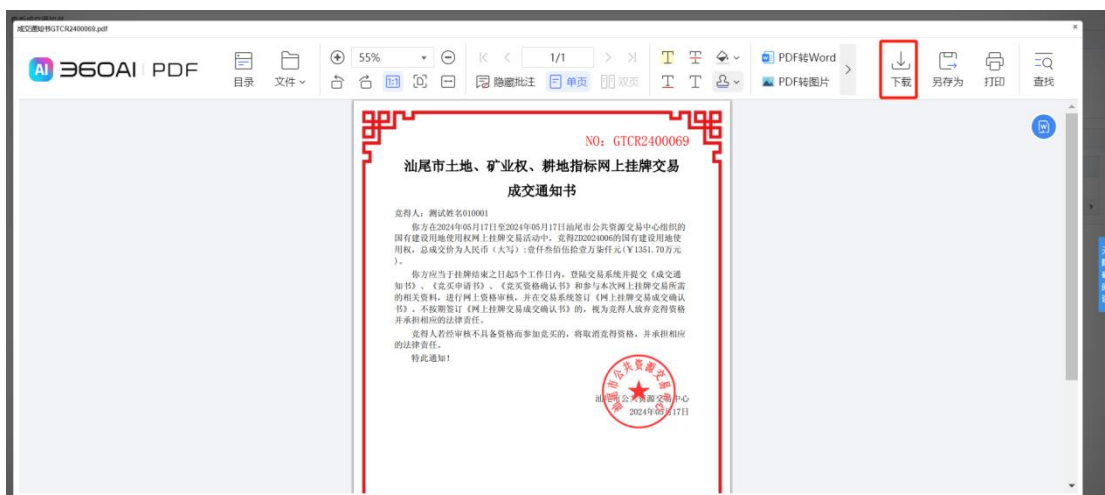 成交通知书GTCR2400069.pdf
×
AI 360AI PDF
目录
文件
55%
1/1
隐藏批注
单页
双页
PDF转Word
PDF转图片
下载
另存为
打印
查找
NO: GTCR2400069
汕尾市土地、矿业权、耕地指标网上挂牌交易
成交通知书
竞得人：测试姓名010001
你方在2024年05月17日至2024年05月17日汕尾市公共资源交易中心组织的
国有建设用地使用权网上挂牌交易活动中，竞得ZD2024006的国有建设用地使
用权，总成交价为人民币（大写）:壹仟叁佰伍拾壹万柒仟元(￥1351.70万元
)。
你方应当于挂牌结束之日起5个工作日内，登陆交易系统并提交《成交通
知书》、《竞买申请书》、《竞买资格确认书》和参与本次网上挂牌交易所需
的相关资料，进行网上资格审核，并在交易系统签订《网上挂牌交易成交确认
书》。不按期签订《网上挂牌交易成交确认书》的，视为竞得人放弃竞得资格
并承担相应的法律责任。
竞得人若经审核不具备资格而参加竞买的，将取消竞得资格，并承担相应
的法律责任。
特此通知！
汕尾市公共资源交易中心
2024年05月17日